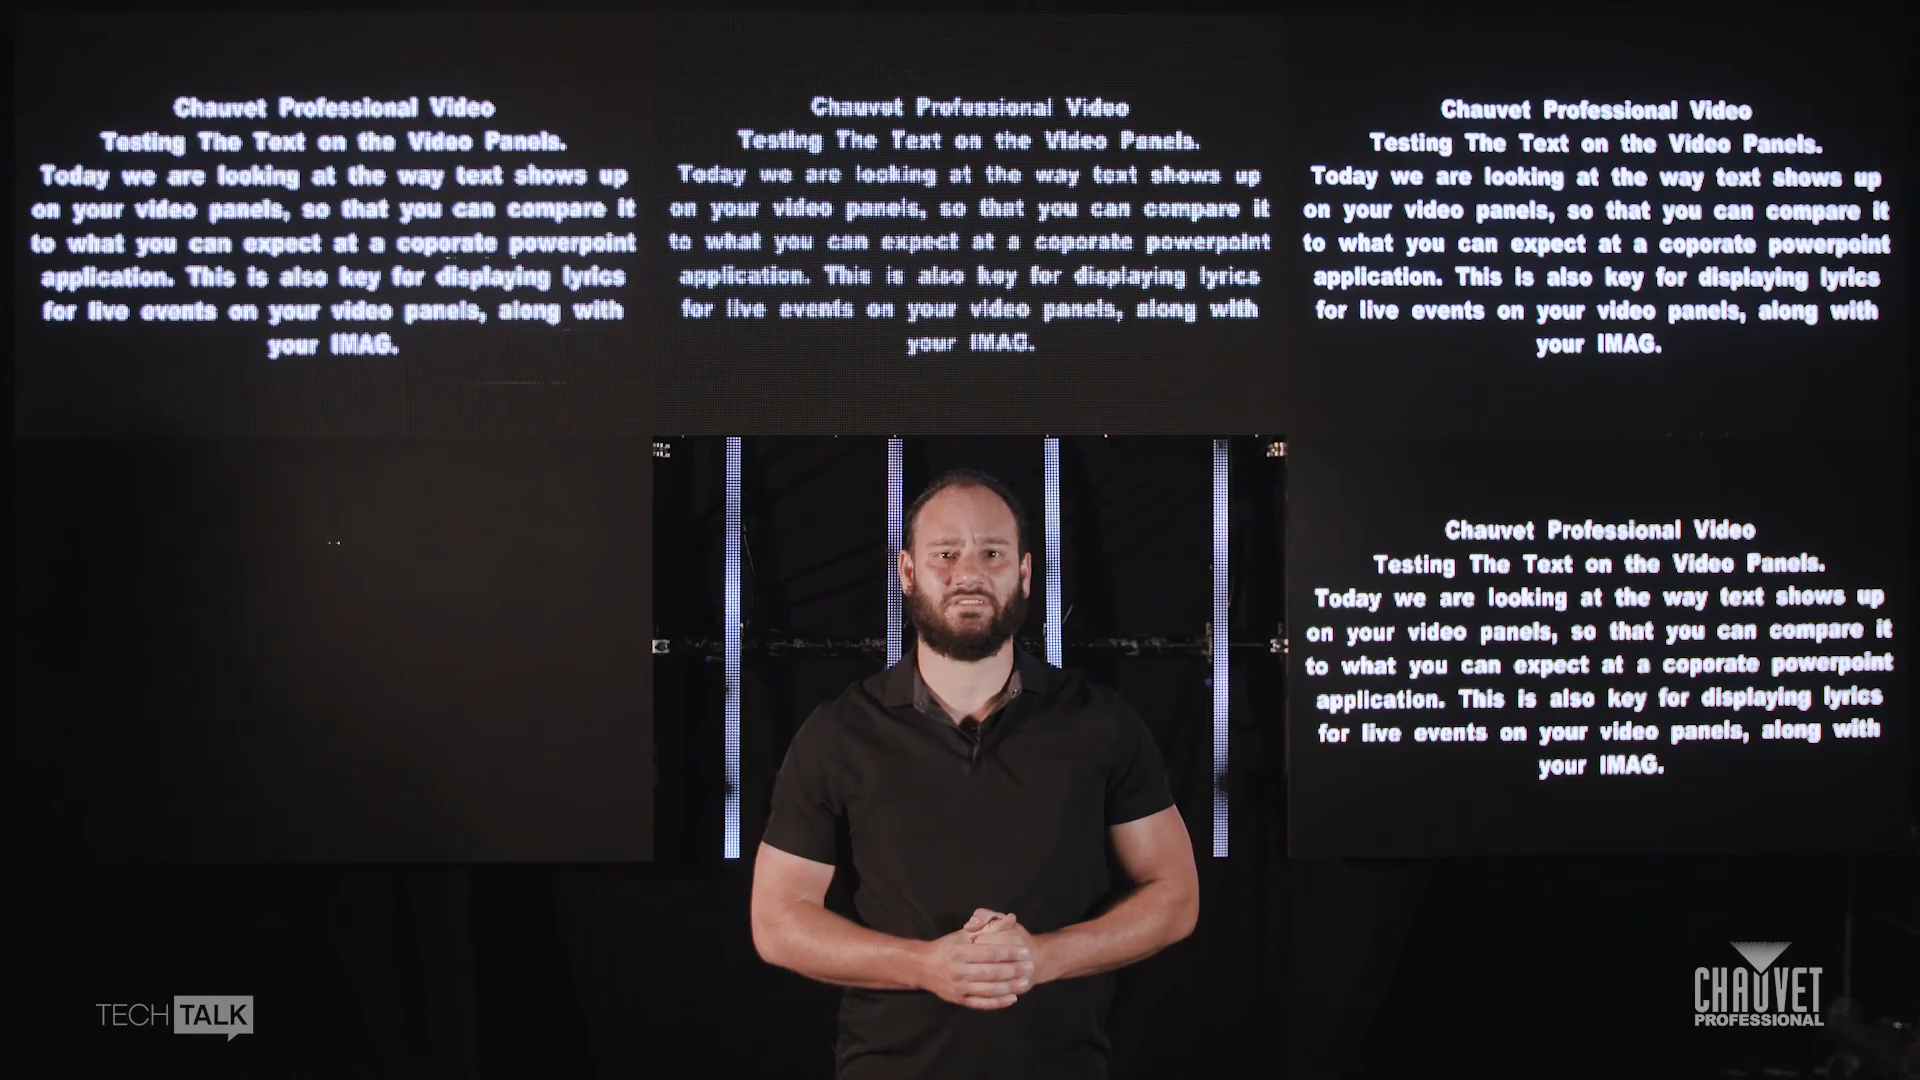 Chauvet Professional Video
Testing The Text on the Video Panels.
Today we are looking at the way text shows up
on your video panels, so that you can compare it
to what you can expect at a coporate powerpoint
application. This is also key for displaying lyrics
for live events on your video panels, along with
your IMAG.
Chauvet Professional Video
Testing The Text on the Video Panels.
Today we are looking at the way text shows up
on your video panels, so that you can compare it
to what you can expect at a coporate powerpoint
application. This is also key for displaying lyrics
for live events on your video panels, along with
your IMAG.
Chauvet Professional Video
Testing The Text on the Video Panels.
Today we are looking at the way text shows up
on your video panels, so that you can compare it
to what you can expect at a coporate powerpoint
application. This is also key for displaying lyrics
for live events on your video panels, along with
your IMAG.
Chauvet Professional Video
Testing The Text on the Video Panels.
Today we are looking at the way text shows up
on your video panels, so that you can compare it
to what you can expect at a coporate powerpoint
application. This is also key for displaying lyrics
for live events on your video panels, along with
your IMAG.
TECH TALK
CHAUVET
PROFESSIONAL